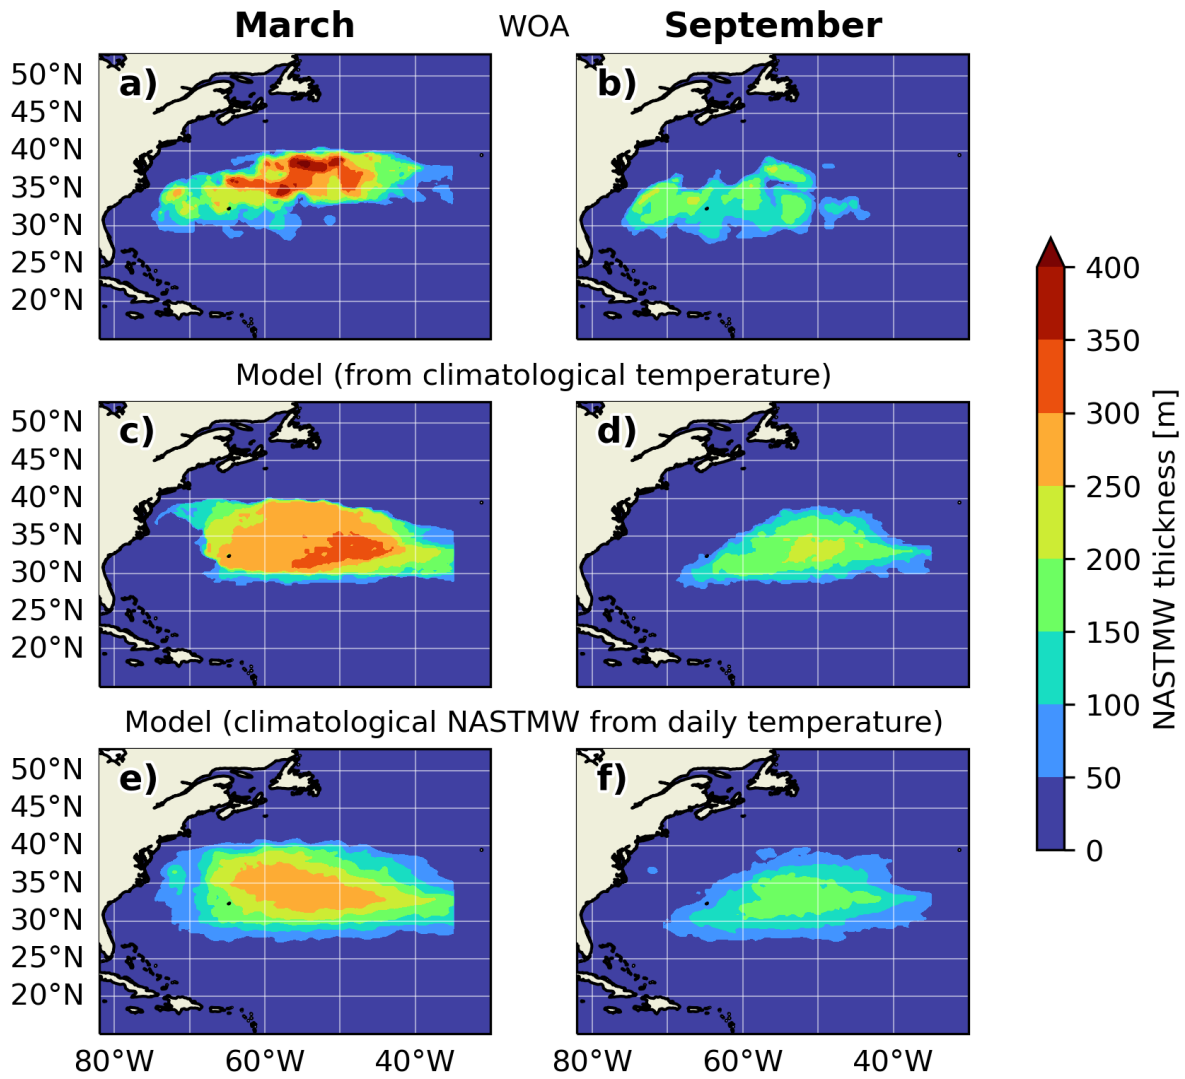 March WOA September
a) b)
50°N
45°N
40°N
35°N
30°N
25°N
20°N
Model (from climatological temperature)
c) d)
50°N
45°N
40°N
35°N
30°N
25°N
20°N
Model (climatological NASTMW from daily temperature)
e) f)
50°N
45°N
40°N
35°N
30°N
25°N
20°N
80°W 60°W 40°W 80°W 60°W 40°W
400
350
300
250
200
150
100
50
0
NASTMW thickness [m]